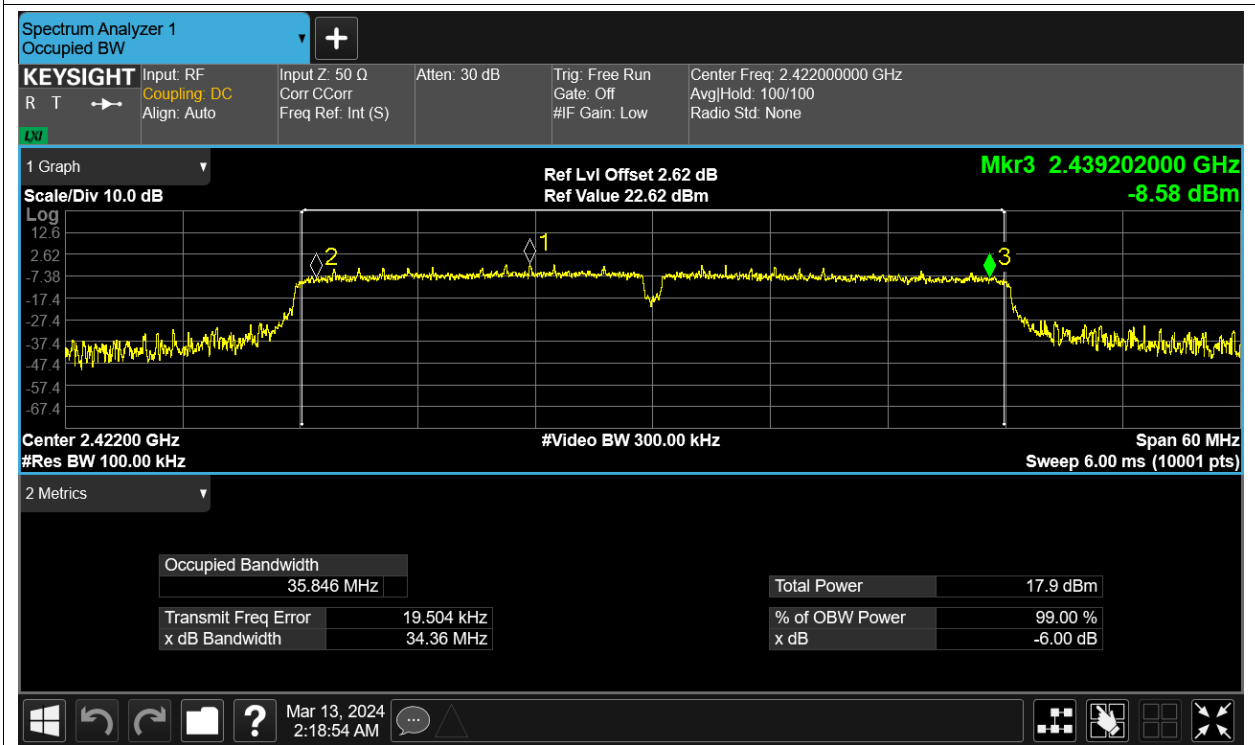 Spectrum Analyzer 1
Occupied BW
KEYSIGHT
R T
LXI
Input: RF
Coupling: DC
Align: Auto
Input Z: 50 Ω
Corr CCorr
Freq Ref: Int (S)
Atten: 30 dB
Trig: Free Run
Gate: Off
#IF Gain: Low
Center Freq: 2.422000000 GHz
Avg|Hold: 100/100
Radio Std: None
1 Graph
Scale/Div 10.0 dB
Ref Lvl Offset 2.62 dB
Ref Value 22.62 dBm
Mkr3 2.439202000 GHz
-8.58 dBm
Log
12.6
2.62
-7.38
-17.4
-27.4
-37.4
-47.4
-57.4
-67.4
2
1
3
Center 2.42200 GHz
#Video BW 300.00 kHz
Span 60 MHz
#Res BW 100.00 kHz
Sweep 6.00 ms (10001 pts)
2 Metrics
Occupied Bandwidth
35.846 MHz
Transmit Freq Error 19.504 kHz
x dB Bandwidth 34.36 MHz
Total Power 17.9 dBm
% of OBW Power 99.00 %
x dB -6.00 dB
?
Mar 13, 2024
2:18:54 AM